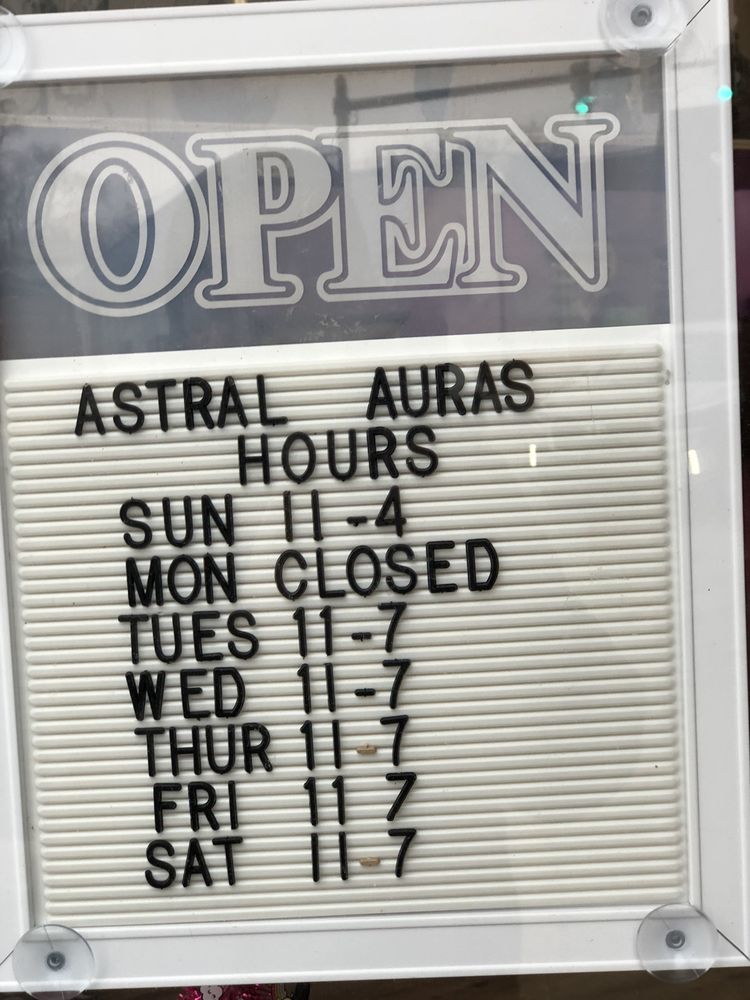 OPEN
ASTRAL AURAS
HOURS
SUN 11-4
MON CLOSED
TUES 11-7
WED 11-7
THUR 11-7
FRI 11 7
SAT 11-7